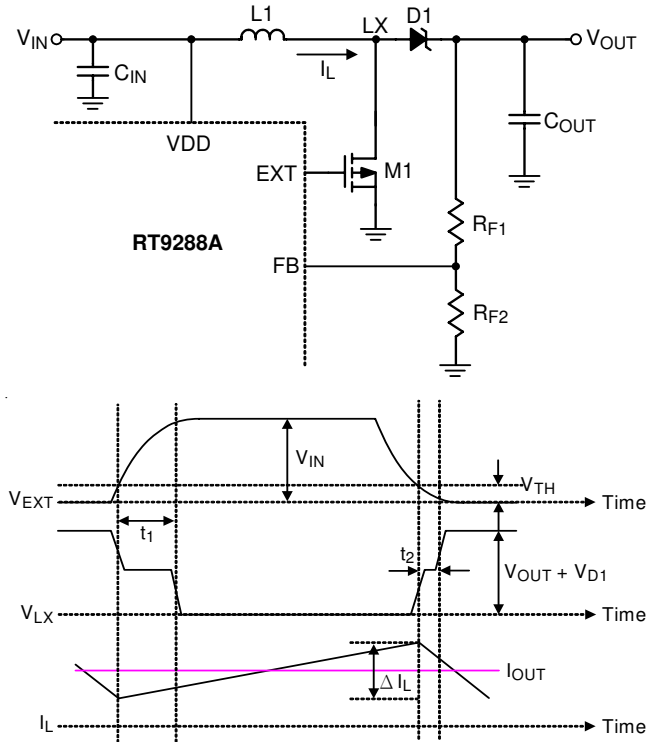 L1
LX
D1
VIN
VOUT
IL
CIN
COUT
VDD
EXT
M1
RF1
RT9288A
FB
RF2
VIN
VTH
VEXT
Time
t1
t2
VOUT + VD1
VLX
Time
IOUT
Δ IL
IL
Time